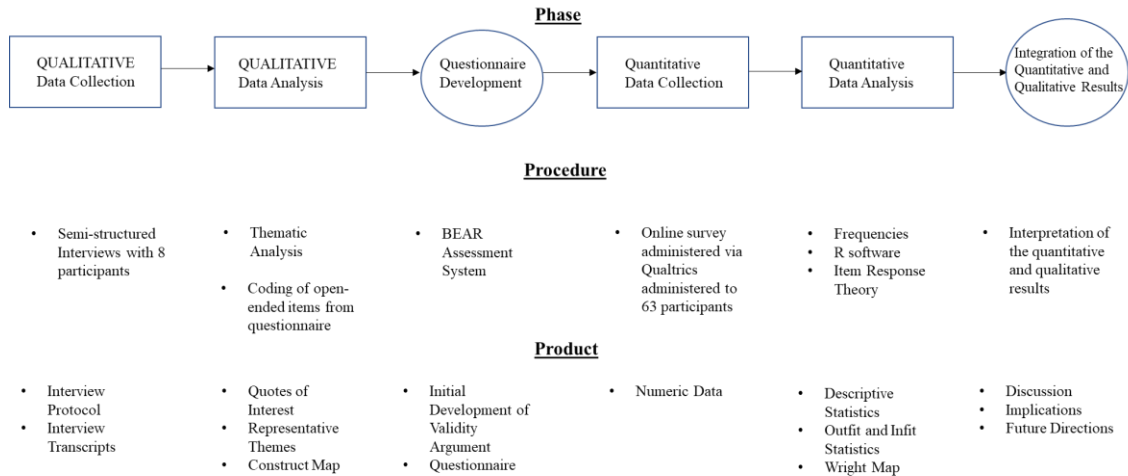 Phase
QUALITATIVE
Data Collection
QUALITATIVE
Data Analysis
Questionnaire
Development
Quantitative
Data Collection
Quantitative
Data Analysis
Integration of the
Quantitative and
Qualitative Results
Procedure
• Semi-structured
Interviews with 8
participants
• Thematic
Analysis
• Coding of open-
ended items from
questionnaire
• BEAR
Assessment
System
• Online survey
administered via
Qualtrics
administered to
63 participants
• Frequencies
• R software
• Item Response
Theory
• Interpretation of
the quantitative
and qualitative
results
Product
• Interview
Protocol
• Interview
Transcripts
• Quotes of
Interest
• Representative
Themes
• Construct Map
• Initial
Development of
Validity
Argument
• Questionnaire
• Numeric Data
• Descriptive
Statistics
• Outfit and Infit
Statistics
• Wright Map
• Discussion
• Implications
• Future Directions